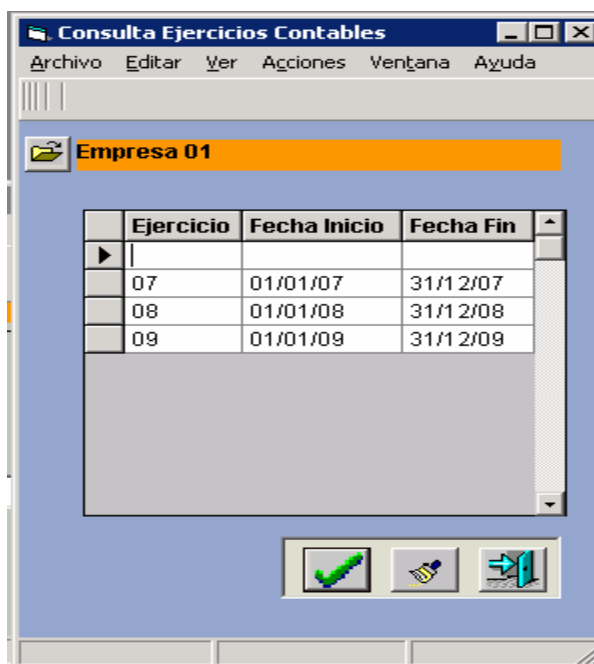 Consulta Ejercicios Contables
Archivo Editar Ver Acciones Ventana Ayuda
Empresa 01
Ejercicio Fecha Inicio Fecha Fin
07 01/01/07 31/12/07
08 01/01/08 31/12/08
09 01/01/09 31/12/09